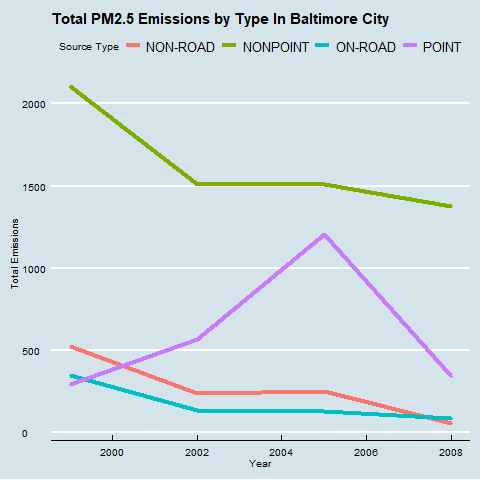 Total PM2.5 Emissions by Type In Baltimore City
Source Type NON-ROAD NONPOINT ON-ROAD POINT
2000
1500
1000
500
0
Total Emissions
2000 2002 2004 2006 2008
Year